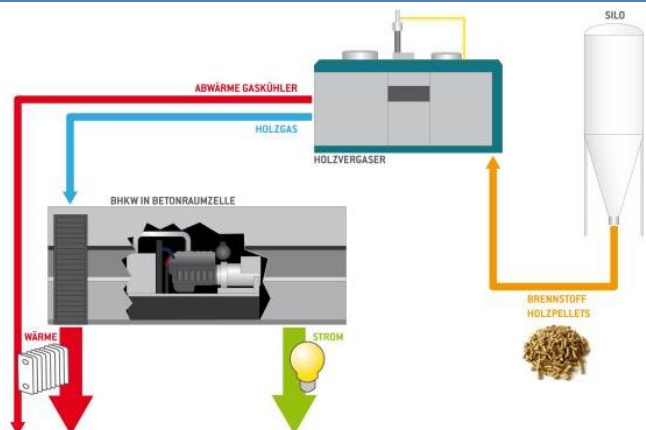 SILO
ABWÄRME GASKÜHLER
HOLZGAS
HOLZVERGASER
BHKW IN BETONRAUMZELLE
BRENNSTOFF
HOLZPELLETS
WÄRME
STROM